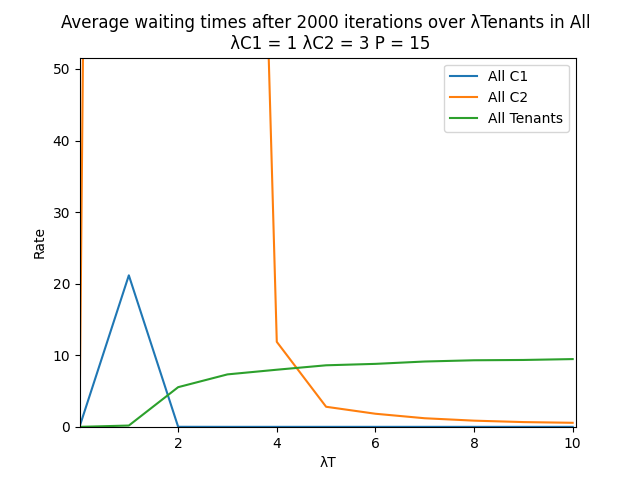 Average waiting times after 2000 iterations over λTenants in All
λC1 = 1 λC2 = 3 P = 15
50
40
30
20
10
0
Rate
All C1
All C2
All Tenants
2
4
6
8
10
λT